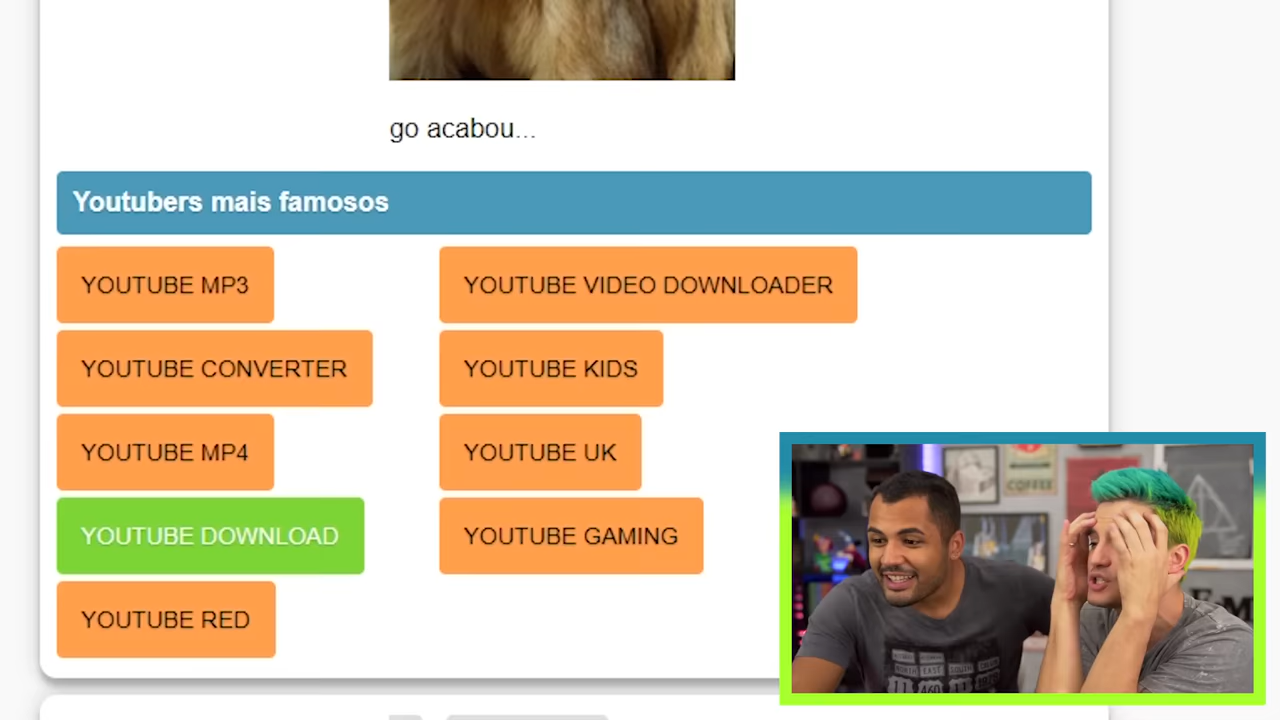 go acabou...
Youtubers mais famosos
YOUTUBE MP3
YOUTUBE VIDEO DOWNLOADER
YOUTUBE CONVERTER
YOUTUBE KIDS
YOUTUBE MP4
YOUTUBE UK
YOUTUBE DOWNLOAD
YOUTUBE GAMING
YOUTUBE RED
COFFEE